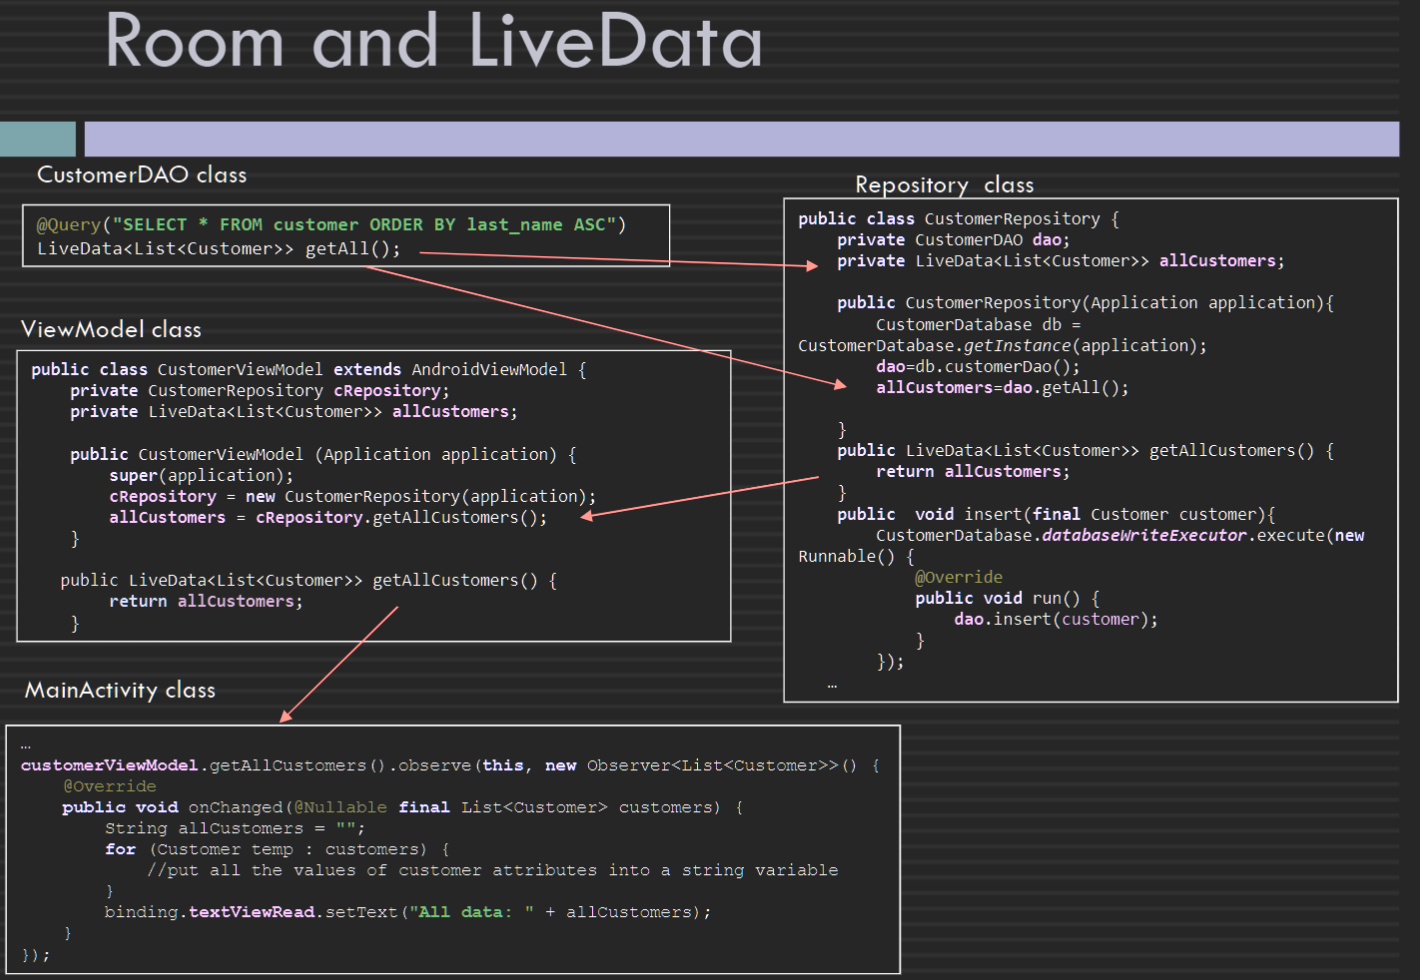 Room and LiveData
CustomerDAO class
@Query("SELECT * FROM customer ORDER BY last_name ASC")
LiveData<List<Customer>> getAll();
ViewModel class
public class CustomerViewModel extends AndroidViewModel {
private CustomerRepository cRepository;
private LiveData<List<Customer>> allCustomers;
public CustomerViewModel (Application application) {
super(application);
cRepository = new CustomerRepository(application);
allCustomers = cRepository.getAllCustomers();
}
public LiveData<List<Customer>> getAllCustomers() {
return allCustomers;
}
MainActivity class
…
customerViewModel.getAllCustomers().observe(this, new Observer<List<Customer>>() {
@Override
public void onChanged(@Nullable final List<Customer> customers) {
String allCustomers = "";
for (Customer temp : customers) {
//put all the values of customer attributes into a string variable
}
binding.textViewRead.setText("All data: " + allCustomers);
}
});
Repository class
public class CustomerRepository {
private CustomerDAO dao;
private LiveData<List<Customer>> allCustomers;
public CustomerRepository(Application application){
CustomerDatabase db =
CustomerDatabase.getInstance(application);
dao=db.customerDao();
allCustomers=dao.getAll();
}
public LiveData<List<Customer>> getAllCustomers() {
return allCustomers;
}
public void insert(final Customer customer){
CustomerDatabase.databaseWriteExecutor.execute(new
Runnable() {
@Override
public void run() {
dao.insert(customer);
}
});
…